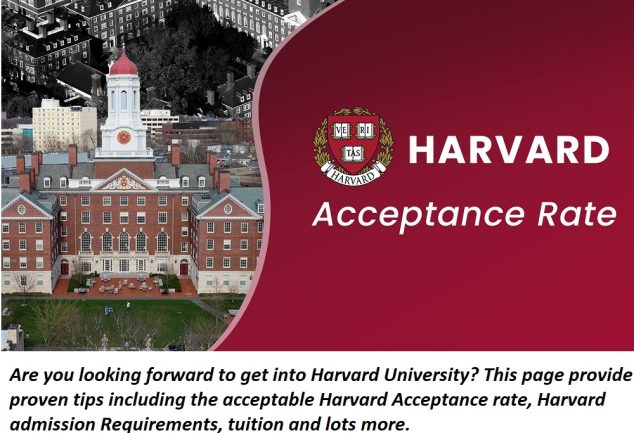 VE RI
TAS
HARVARD
HARVARD
Acceptance Rate
Are you looking forward to get into Harvard University? This page provide
proven tips including the acceptable Harvard Acceptance rate, Harvard
admission Requirements, tuition and lots more.